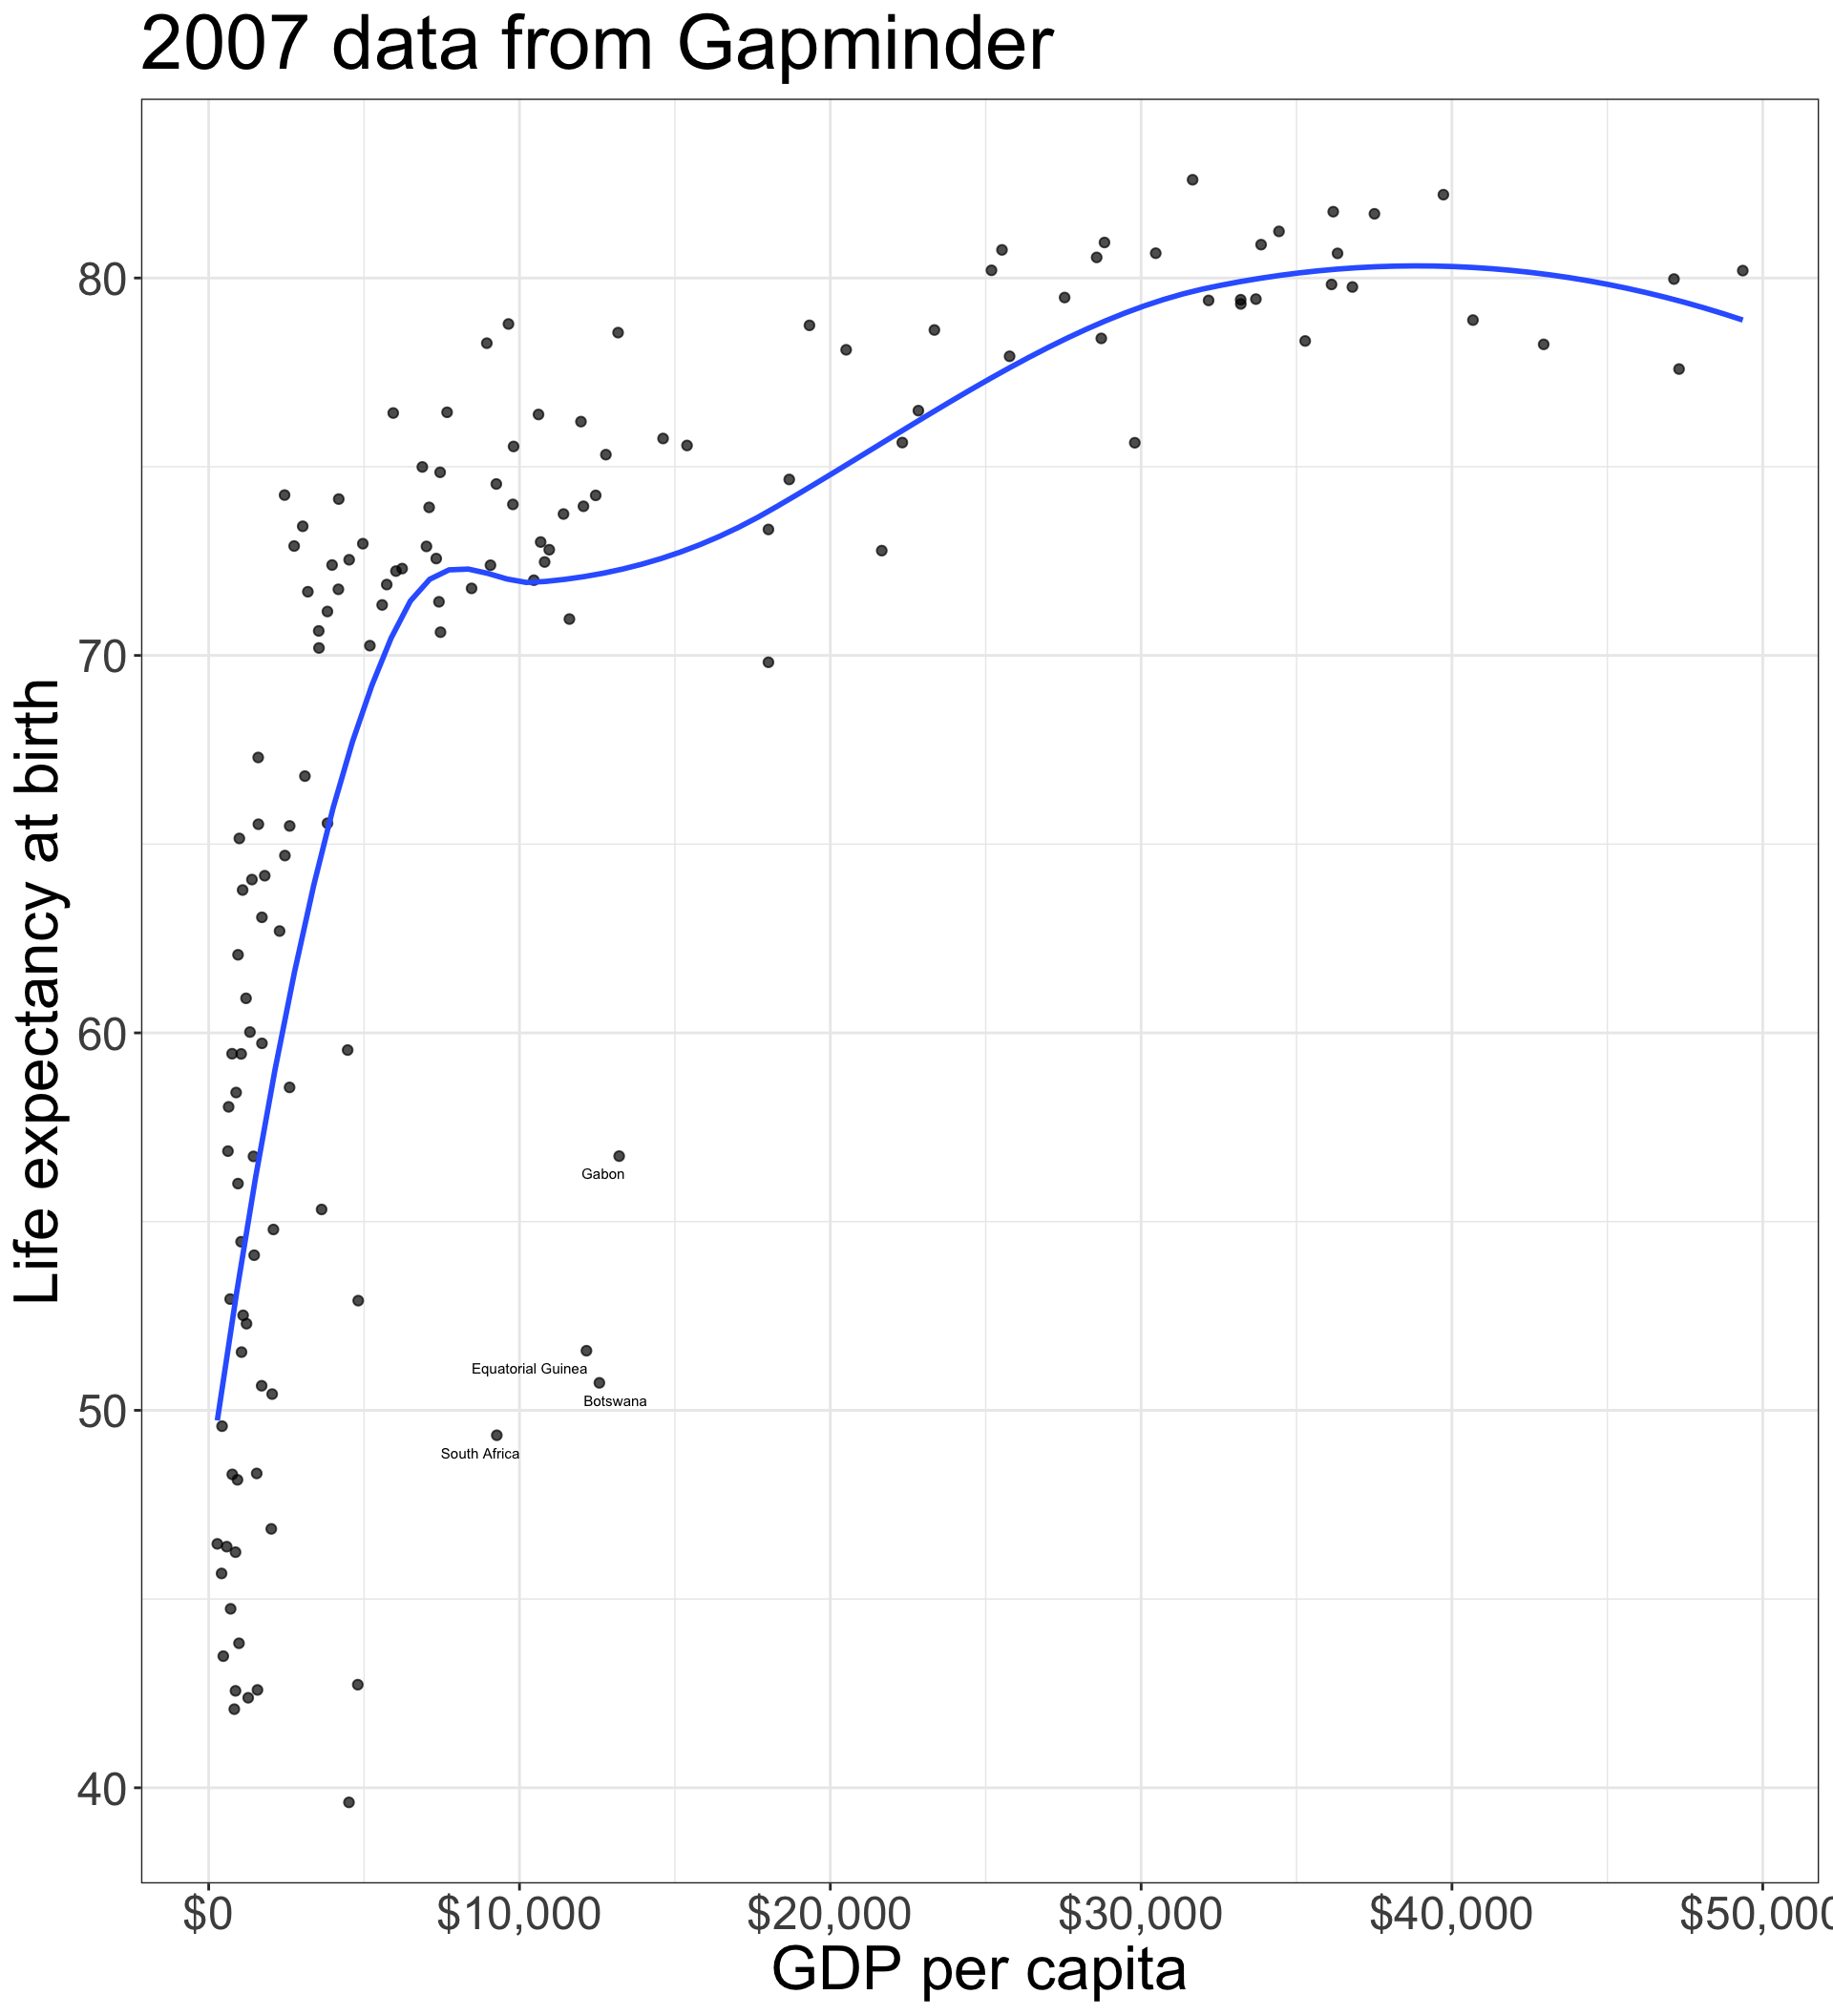 2007 data from Gapminder
Life expectancy at birth
80
70
60
50
40
Gabon
Equatorial Guinea
Botswana
South Africa
$0 $10,000 $20,000 $30,000 $40,000 $50,000
GDP per capita